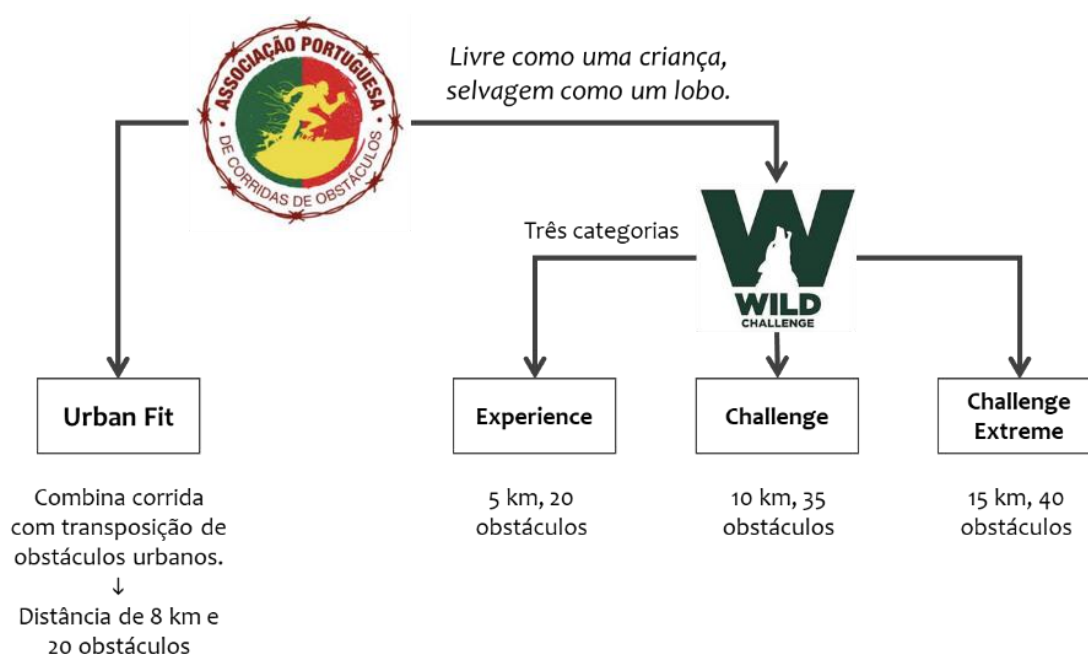 ASSOCIAÇÃO PORTUGUESA
• DE CORRIDAS DE OBSTÁCULOS •
Livre como uma criança,
selvagem como um lobo.
Três categorias
W
WILD
CHALLENGE
Urban Fit
Combina corrida
com transposição de
obstáculos urbanos.
↓
Distância de 8 km e
20 obstáculos
Experience
5 km, 20
obstáculos
Challenge
10 km, 35
obstáculos
Challenge
Extreme
15 km, 40
obstáculos